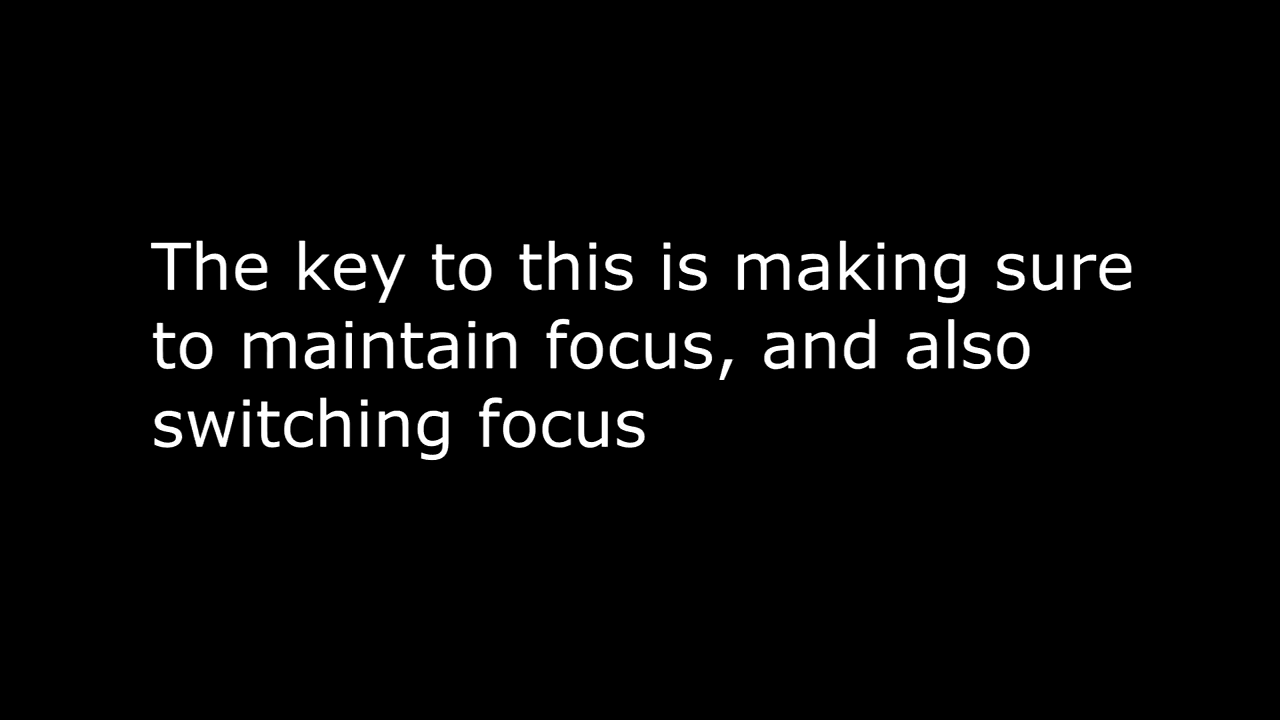 The key to this is making sure
to maintain focus, and also
switching focus